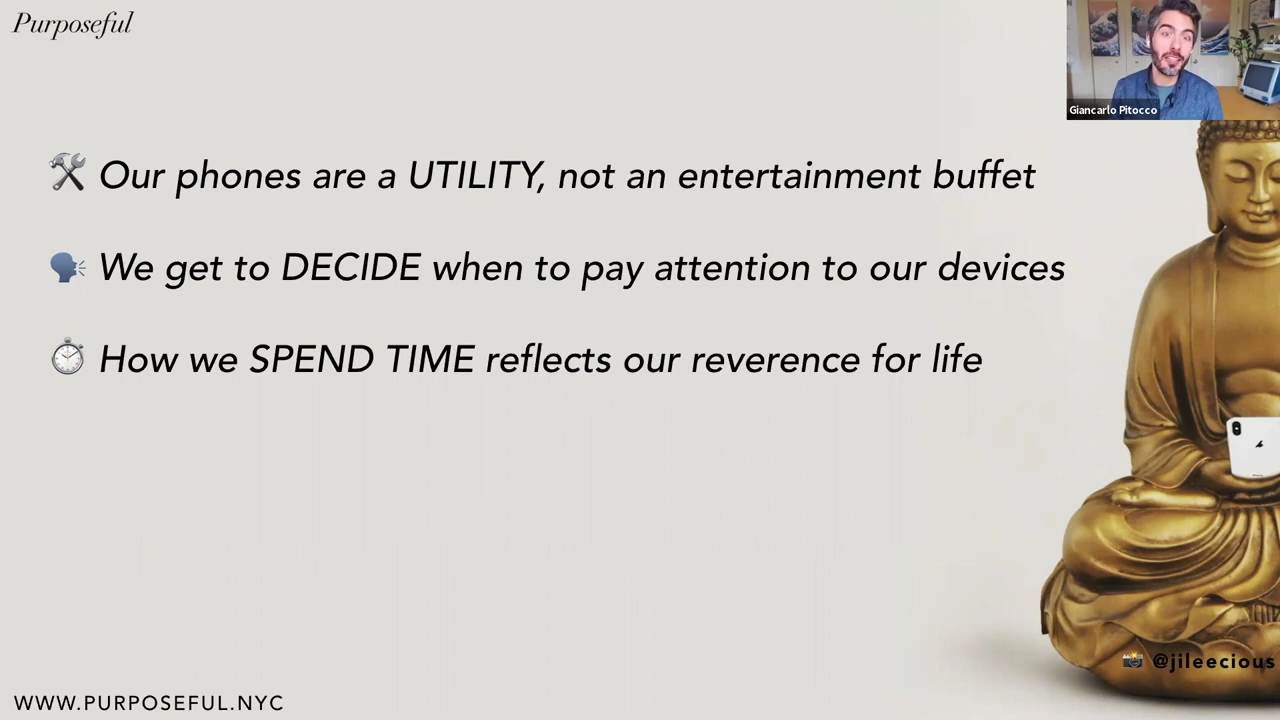 Purposeful
Giancarlo Pitocco
Our phones are a UTILITY, not an entertainment buffet
We get to DECIDE when to pay attention to our devices
How we SPEND TIME reflects our reverence for life
@jileecious
WWW.PURPOSEFUL.NYC